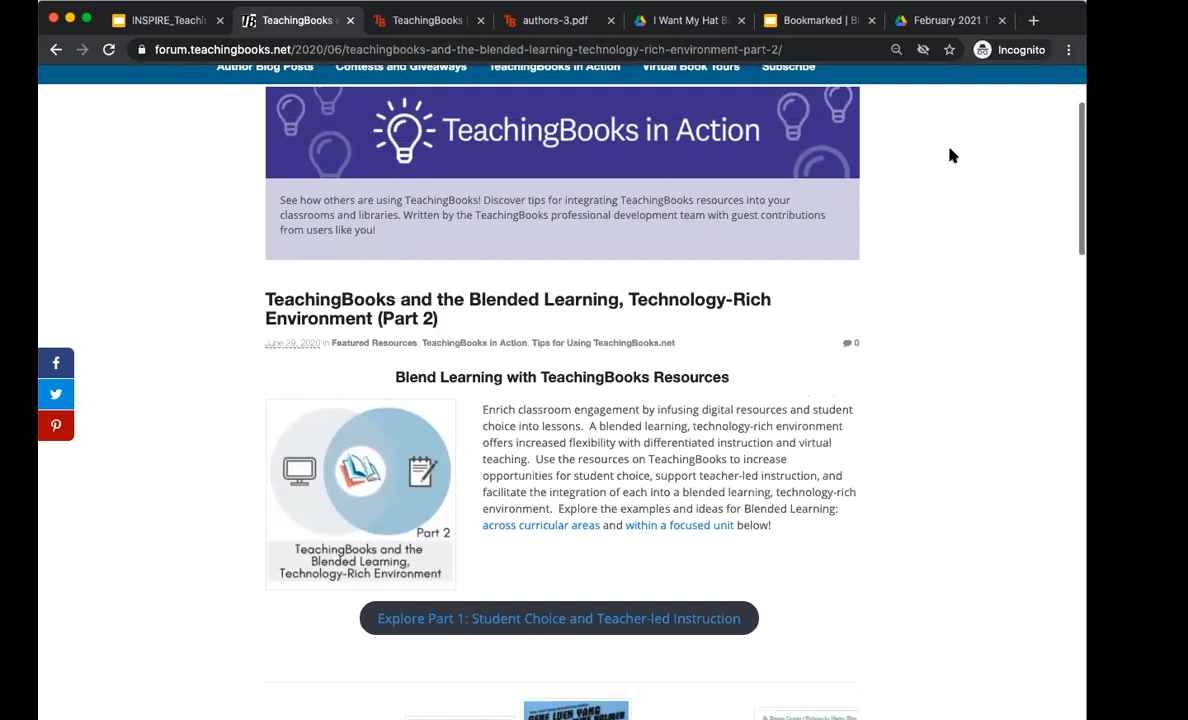 INSPIRE_Teachi
TeachingBooks a
TeachingBooks |
authors-3.pdf
I Want My Hat B
Bookmarked | B
February 2021 T
forum.teachingbooks.net/2020/06/teachingbooks-and-the-blended-learning-technology-rich-environment-part-2/
Incognito
Author Blog Posts
Contests and Giveaways
TeachingBooks in Action
Virtual Book Tours
Subscribe
TeachingBooks in Action
See how others are using TeachingBooks! Discover tips for integrating TeachingBooks resources into your
classrooms and libraries. Written by the TeachingBooks professional development team with guest contributions
from users like you!
TeachingBooks and the Blended Learning, Technology-Rich
Environment (Part 2)
June 29, 2020 in Featured Resources, TeachingBooks in Action, Tips for Using TeachingBooks.net
0
Blend Learning with TeachingBooks Resources
Enrich classroom engagement by infusing digital resources and student
choice into lessons. A blended learning, technology-rich environment
offers increased flexibility with differentiated instruction and virtual
teaching. Use the resources on TeachingBooks to increase
opportunities for student choice, support teacher-led instruction, and
facilitate the integration of each into a blended learning, technology-rich
environment. Explore the examples and ideas for Blended Learning:
across curricular areas and within a focused unit below!
Part 2
TeachingBooks and the
Blended Learning,
Technology-Rich Environment
Explore Part 1: Student Choice and Teacher-led Instruction
GENE LUEN YANG